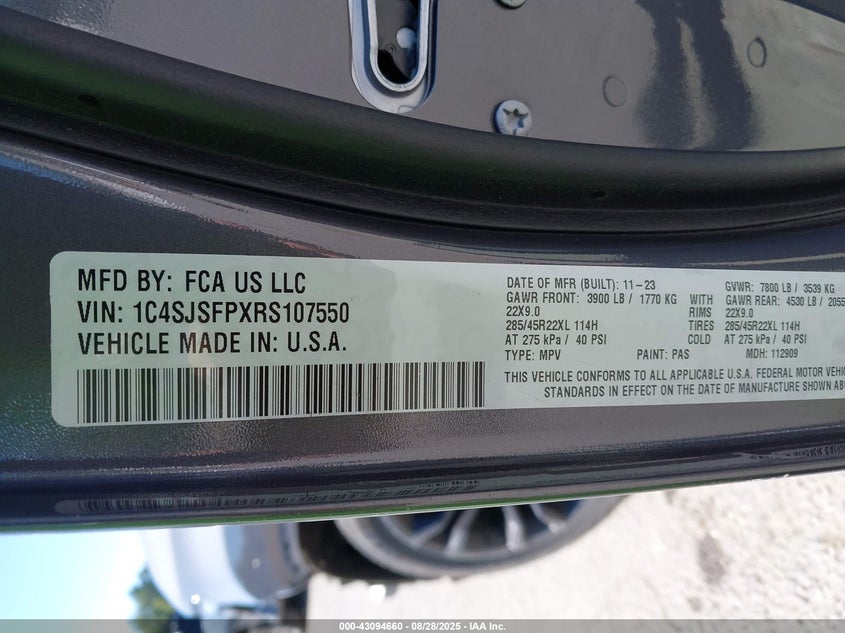 MFD BY: FCA US LLC
VIN: 1C4SJSFPXRS107550
VEHICLE MADE IN: U.S.A.
DATE OF MFR (BUILT): 11-23 GVWR: 7800 LB / 3539 KG
GAWR FRONT: 3900 LB / 1770 KG WITH GAWR REAR: 4530 LB / 2055
22X9.0 RIMS 22X9.0
285/45R22XL 114H TIRES 285/45R22XL 114H
AT 275 kPa / 40 PSI COLD AT 275 kPa / 40 PSI
TYPE: MPV PAINT: PAS MDH: 112909
THIS VEHICLE CONFORMS TO ALL APPLICABLE U.S.A. FEDERAL MOTOR VEHICLE
STANDARDS IN EFFECT ON THE DATE OF MANUFACTURE SHOWN
000-43094660 - 08/28/2025 - IAA Inc.